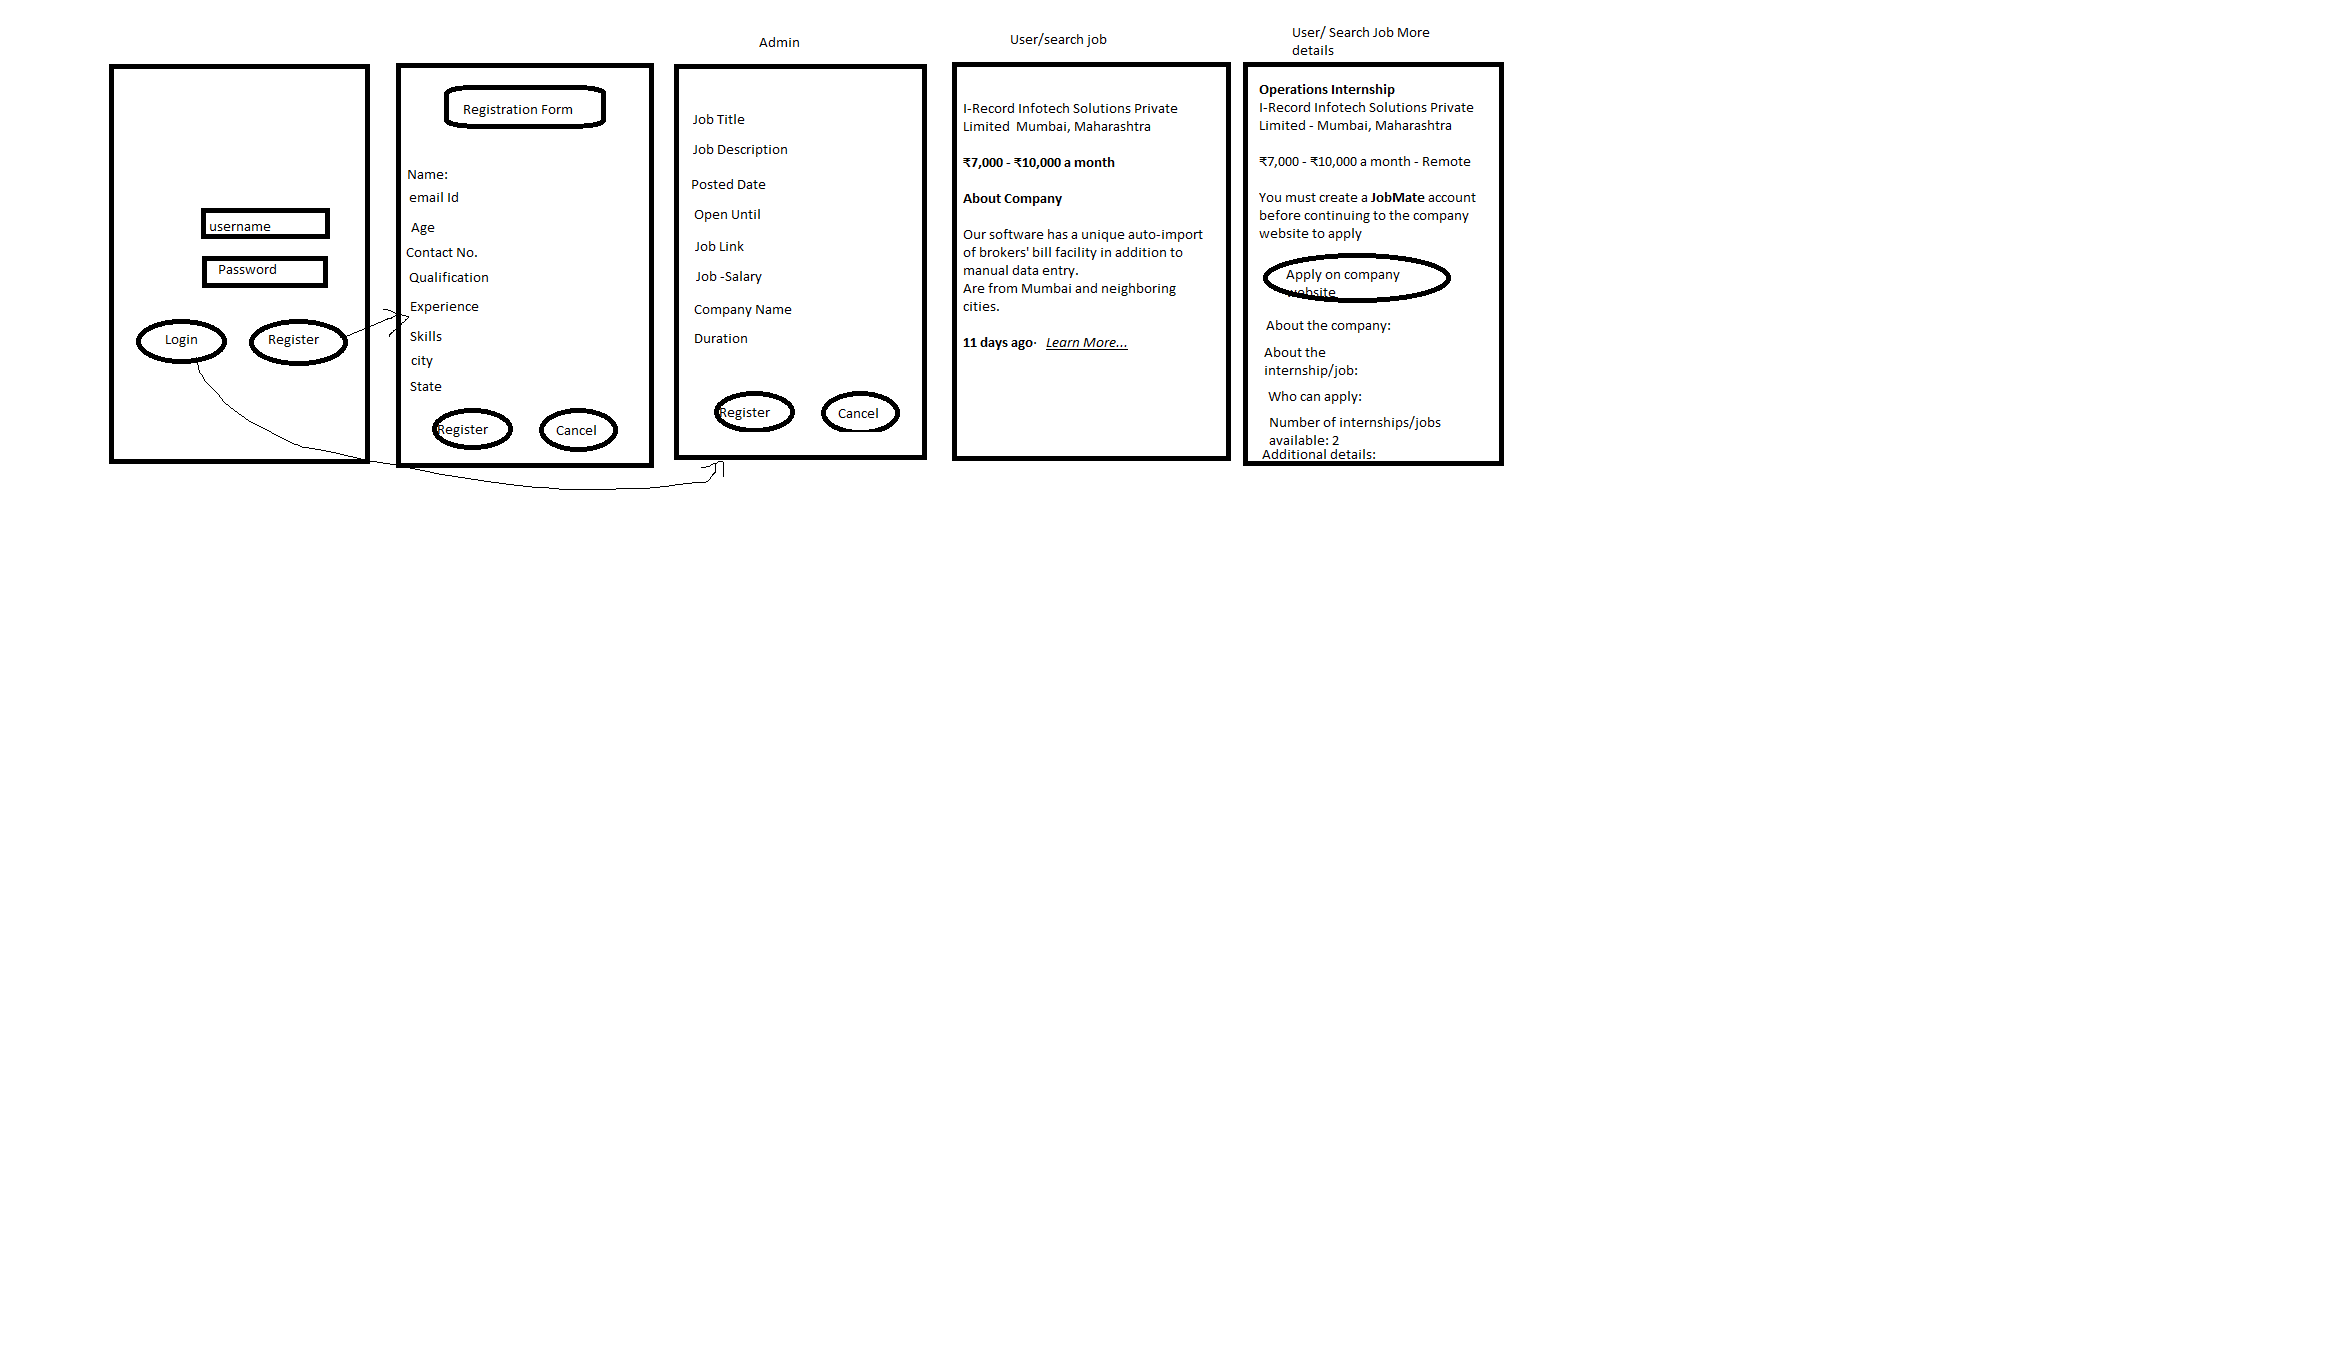 username
Password
Login
Register
Registration Form
Name:
email Id
Age
Contact No.
Qualification
Experience
Skills
city
State
Register
Cancel
Admin
Job Title
Job Description
Posted Date
Open Until
Job Link
Job -Salary
Company Name
Duration
Register
Cancel
User/search job
I-Record Infotech Solutions Private
Limited  Mumbai, Maharashtra
₹7,000 - ₹10,000 a month
About Company
Our software has a unique auto-import
of brokers' bill facility in addition to
manual data entry.
Are from Mumbai and neighboring
cities.
11 days ago·  Learn More...
User/ Search Job More
details
Operations Internship
I-Record Infotech Solutions Private
Limited - Mumbai, Maharashtra
₹7,000 - ₹10,000 a month - Remote
You must create a JobMate account
before continuing to the company
website to apply
Apply on company
website
About the company:
About the
internship/job:
Who can apply:
Number of internships/jobs
available: 2
Additional details: